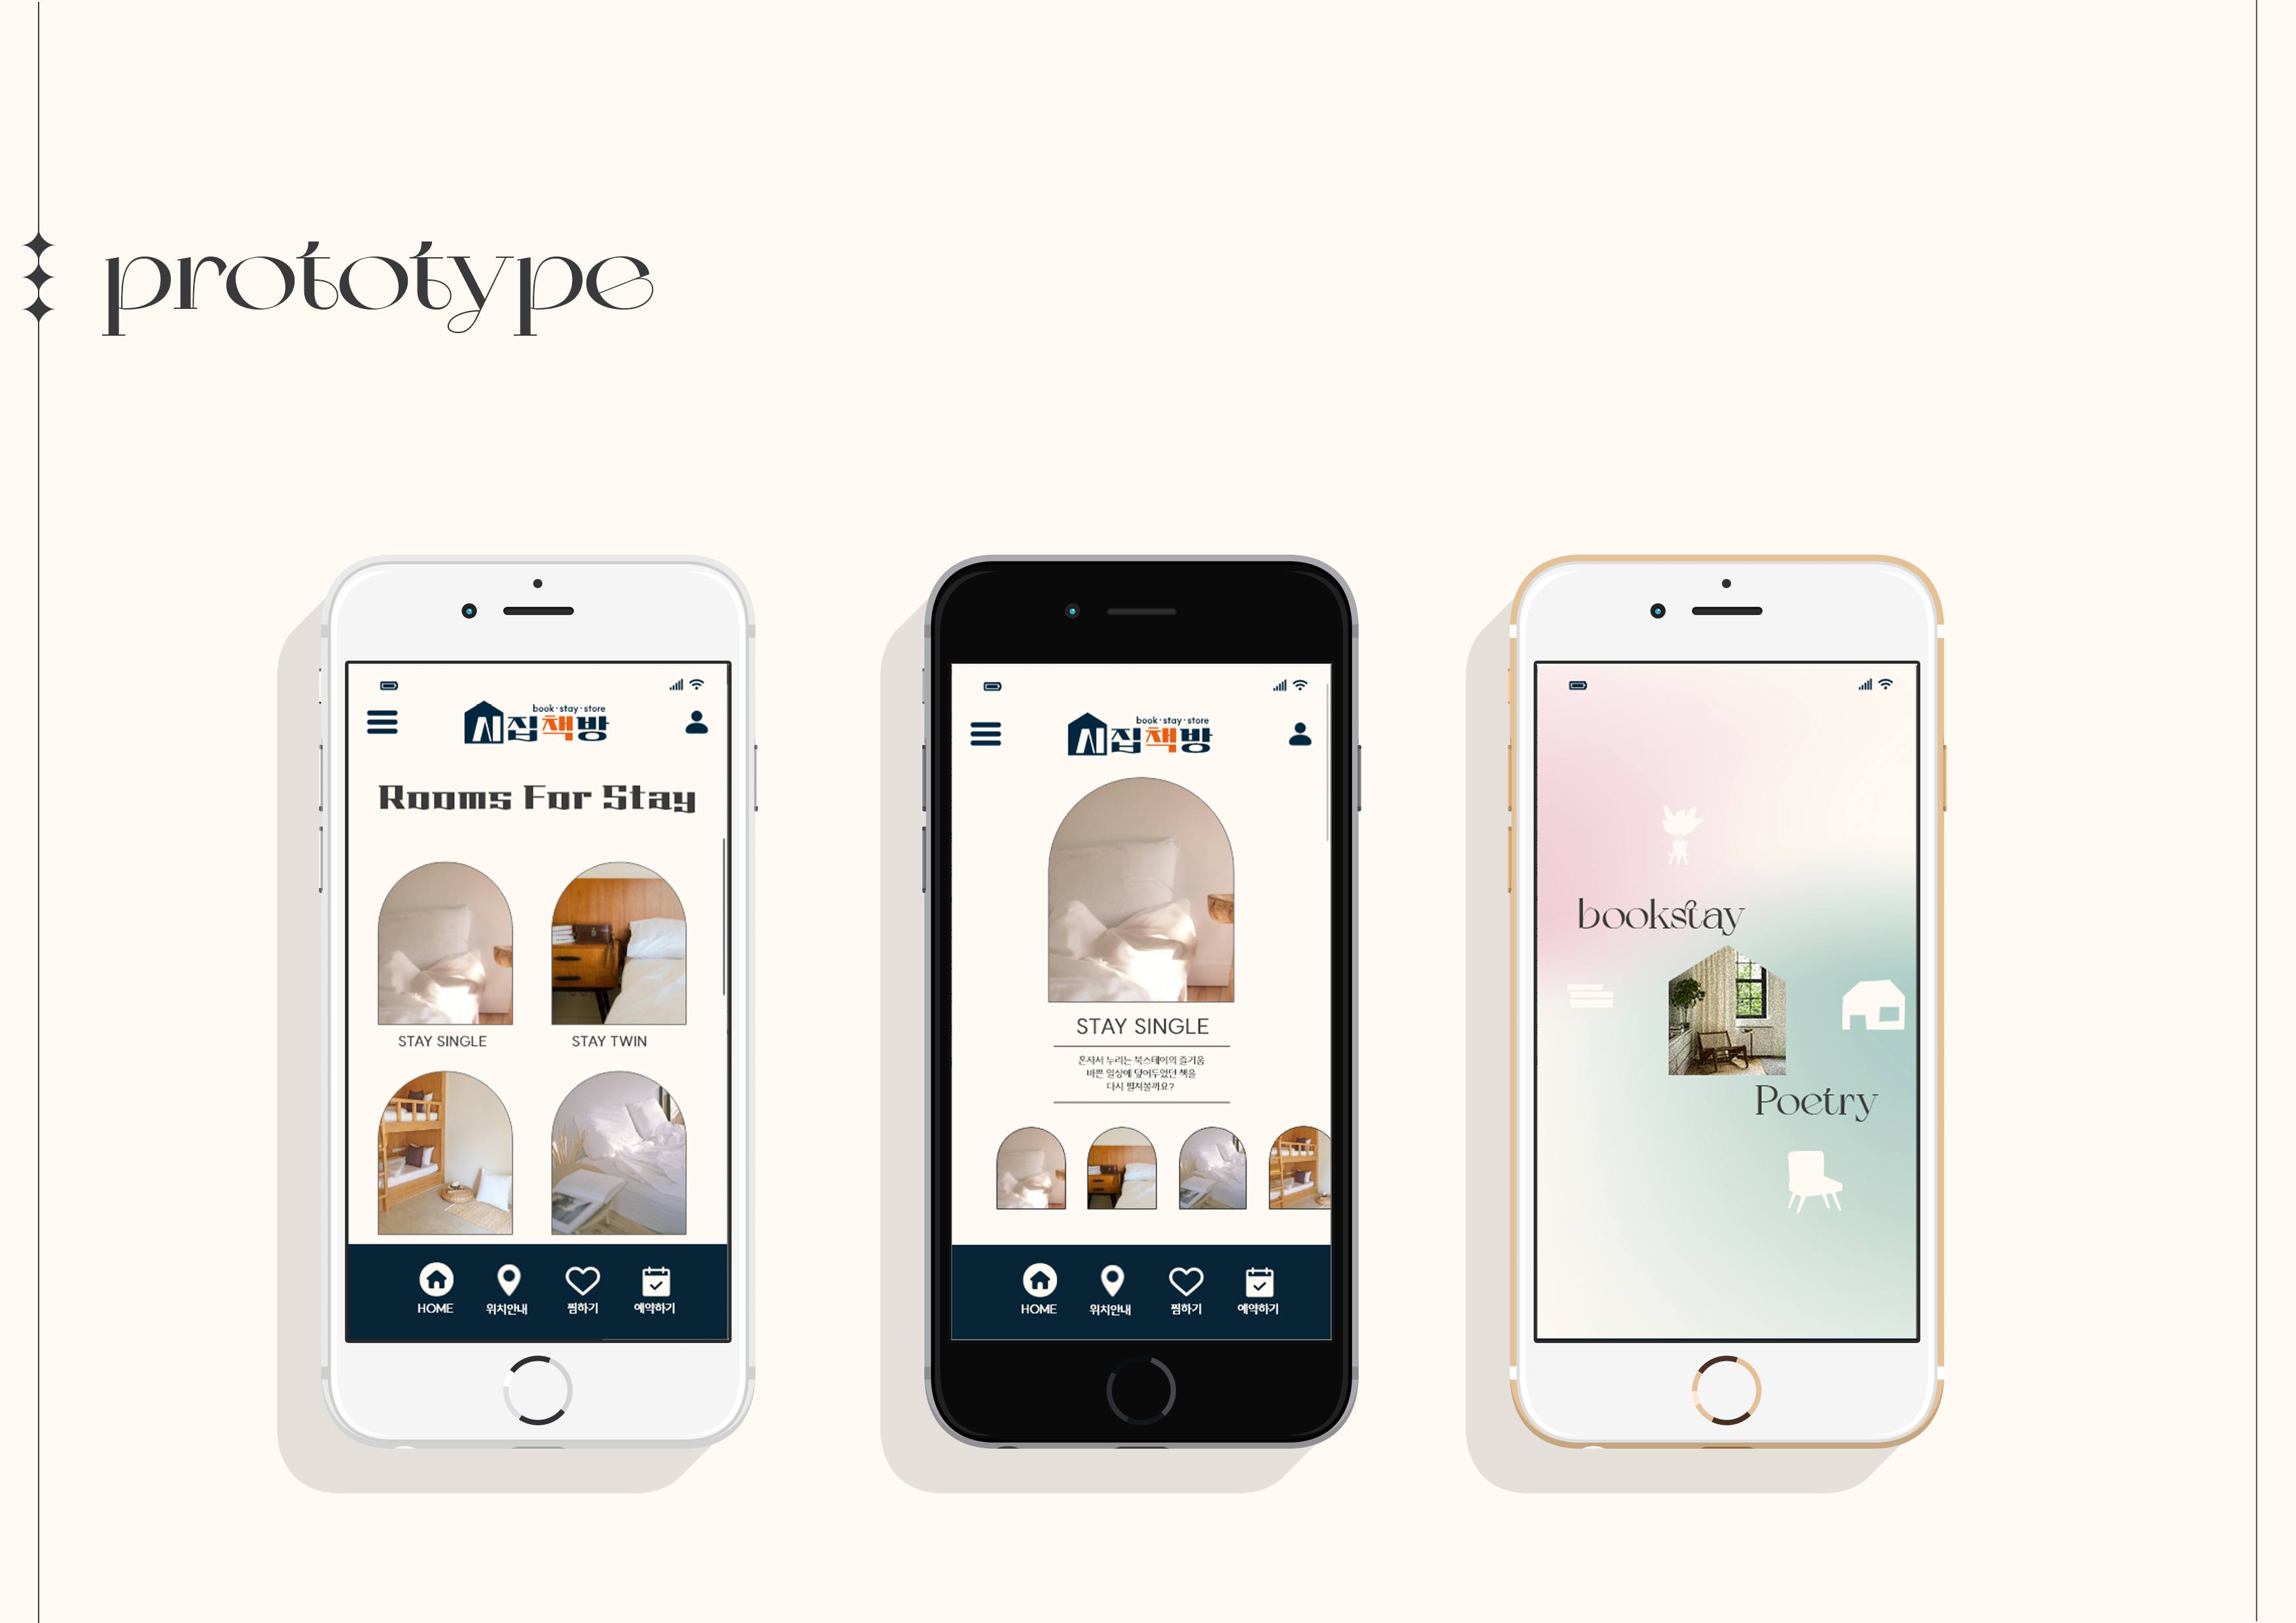 prototype
book·stay·store
시집책방
Rooms For Stay
STAY SINGLE
STAY TWIN
HOME
위치안내
찜하기
예약하기
book·stay·store
시집책방
STAY SINGLE
혼자서 누리는 북스테이의 즐거움
바쁜 일상에 덮어두었던 책을
다시 펼쳐볼까요?
HOME
위치안내
찜하기
예약하기
bookstay
Poetry